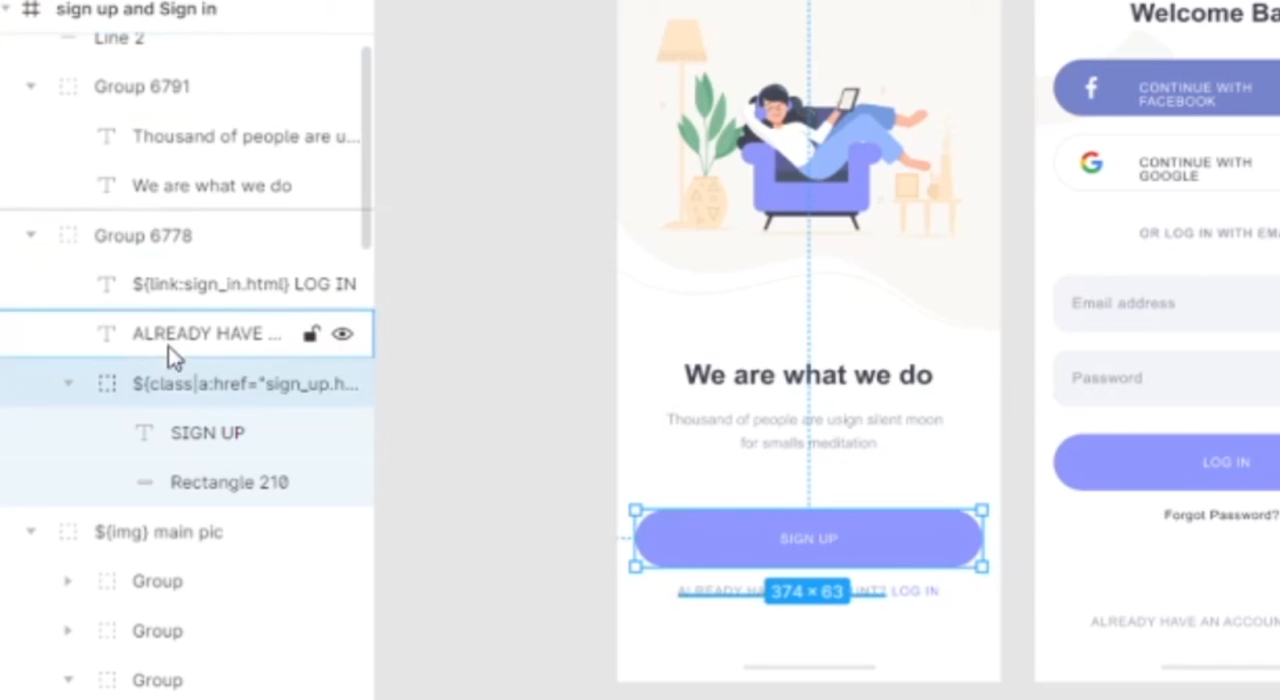 sign up and Sign in
Line 2
Group 6791
Thousand of people are u...
We are what we do
Group 6778
${link:sign_in.html} LOG IN
ALREADY HAVE ...
${class|a:href="sign_up.h...
SIGN UP
Rectangle 210
${img} main pic
Group
Group
Group
We are what we do
Thousand of people are usign silent moon
for smalls meditation
SIGN UP
374 × 63
LOG IN
Welcome Ba
f
CONTINUE WITH
FACEBOOK
G
CONTINUE WITH
GOOGLE
OR LOG IN WITH EMA
Email address
Password
LOG IN
Forgot Password?
ALREADY HAVE AN ACCOUN